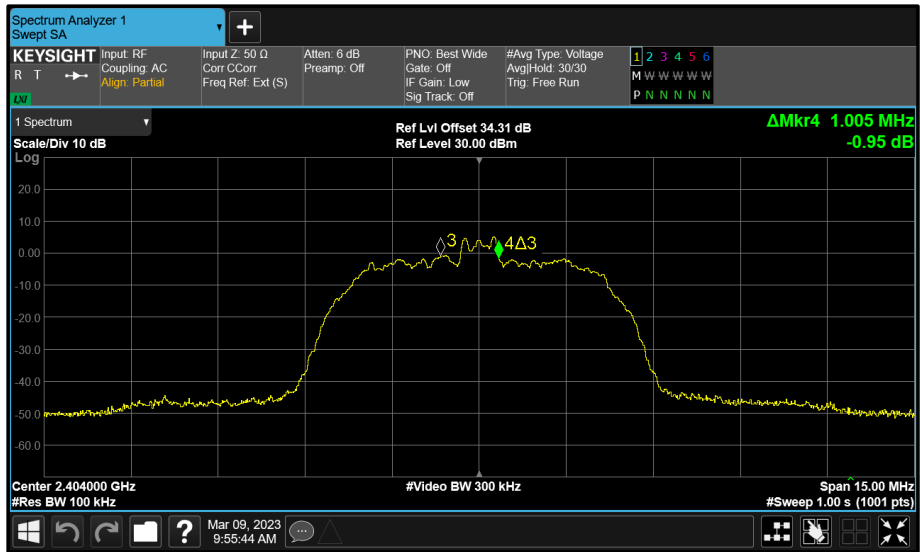 Spectrum Analyzer 1
Swept SA
+
KEYSIGHT
R T
LXI
Input: RF
Coupling: AC
Align: Partial
Input Z: 50 Ω
Corr CCorr
Freq Ref: Ext (S)
Atten: 6 dB
Preamp: Off
PNO: Best Wide
Gate: Off
IF Gain: Low
Sig Track: Off
#Avg Type: Voltage
Avg|Hold: 30/30
Trig: Free Run
1 2 3 4 5 6
M W W W W W
P N N N N N
1 Spectrum
Scale/Div 10 dB
Ref Lvl Offset 34.31 dB
Ref Level 30.00 dBm
ΔMkr4 1.005 MHz
-0.95 dB
Log
20.0
10.0
0.00
-10.0
-20.0
-30.0
-40.0
-50.0
-60.0
3
4Δ3
Center 2.404000 GHz
#Video BW 300 kHz
Span 15.00 MHz
#Res BW 100 kHz
#Sweep 1.00 s (1001 pts)
?
Mar 09, 2023
9:55:44 AM